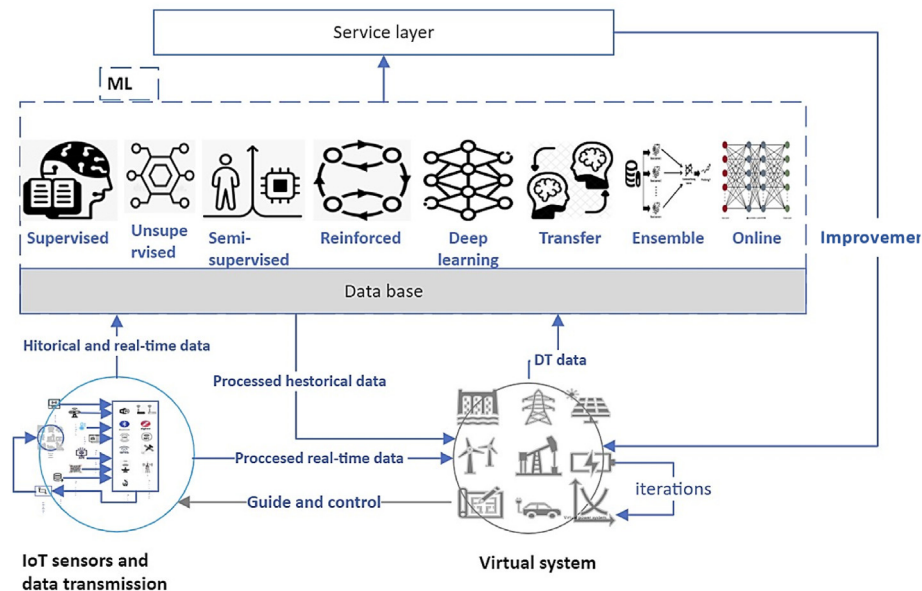 Service layer
ML
Supervised
Unsupe
rvised
Semi-
supervised
Reinforced
Deep
learning
Transfer
Ensemble
Online
Improvemer
Data base
Hitorical and real-time data
Processed hestorical data
DT data
Proccesed real-time data
Guide and control
iterations
IoT sensors and
data transmission
Virtual system